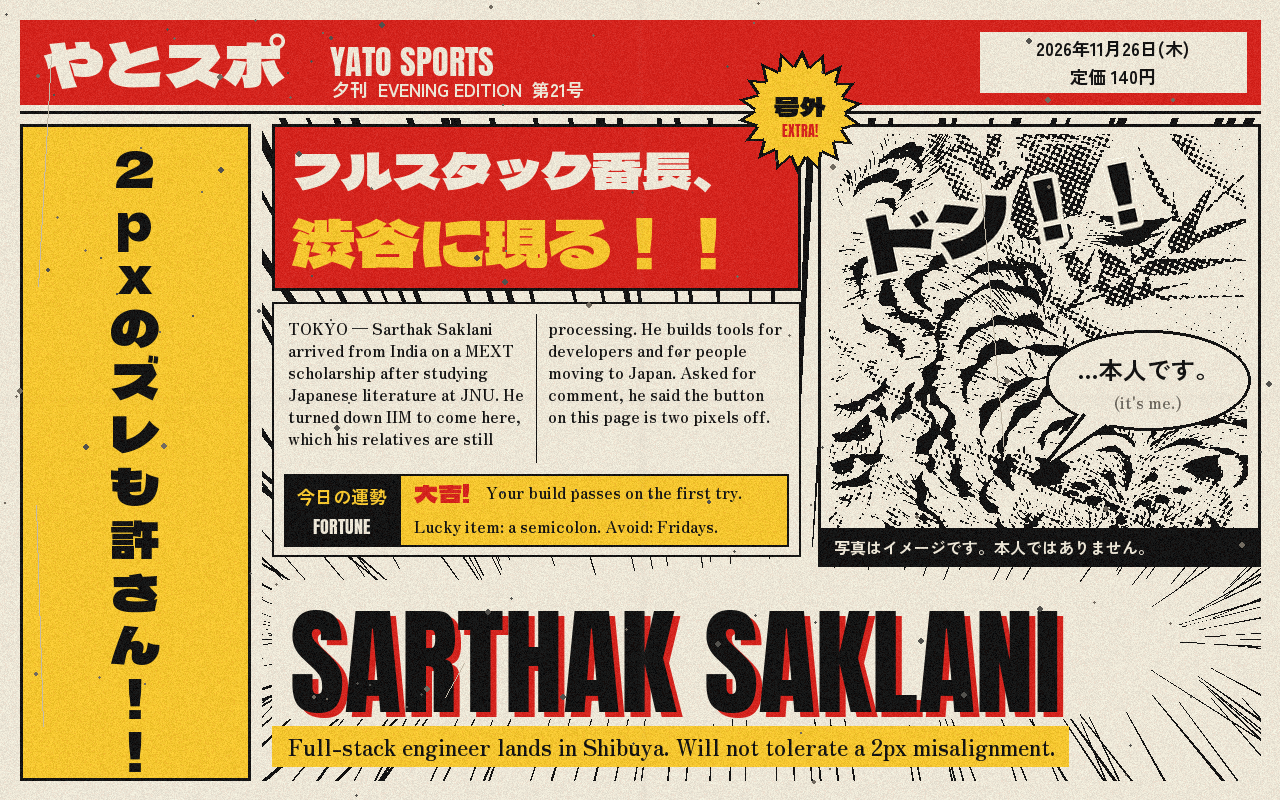 やとスポ
YATO SPORTS
夕刊 EVENING EDITION 第21号
2026年11月26日(木)
定価 140円
号外
EXTRA!
2pxのズレも許さん!!
フルスタック番長、
渋谷に現る!!
TOKYO — Sarthak Saklani
arrived from India on a MEXT
scholarship after studying
Japanese literature at JNU. He
turned down IIM to come here,
which his relatives are still
processing. He builds tools for
developers and for people
moving to Japan. Asked for
comment, he said the button
on this page is two pixels off.
今日の運勢
FORTUNE
大吉! Your build passes on the first try.
Lucky item: a semicolon. Avoid: Fridays.
ドン!!
…本人です。
(it's me.)
写真はイメージです。本人ではありません。
SARTHAK SAKLANI
Full-stack engineer lands in Shibuya. Will not tolerate a 2px misalignment.